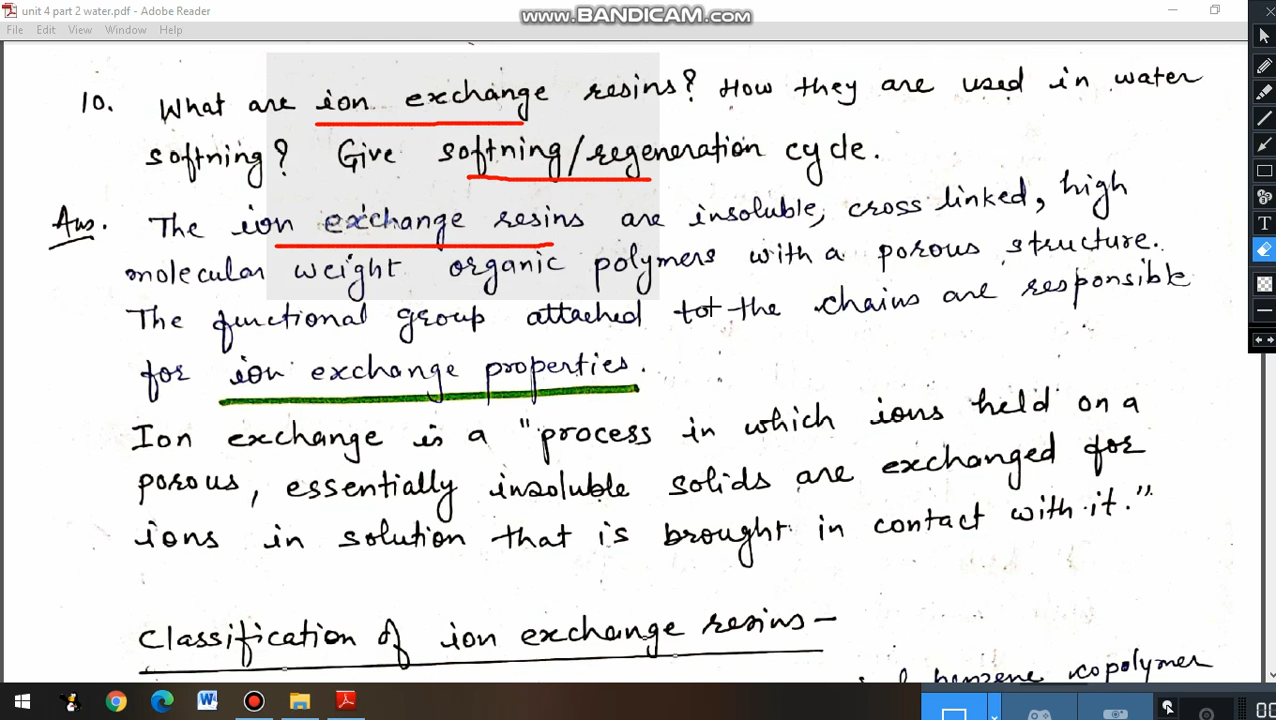 unit 4 part 2 water.pdf - Adobe Reader
www.BANDICAM.com
File Edit View Window Help
10. What are ion exchange resins? How they are used in water
softning? Give softning/regeneration cycle.
Ans. The ion exchange resins are insoluble, cross linked, high
molecular weight organic polymers with a porous structure.
The functional group attached tot the chains are responsible
for ion exchange properties.
Ion exchange is a "process in which ions held on a
porous, essentially insoluble solids are exchanged for
ions in solution that is brought in contact with it."
Classification of ion exchange resins-
benzene copolymer